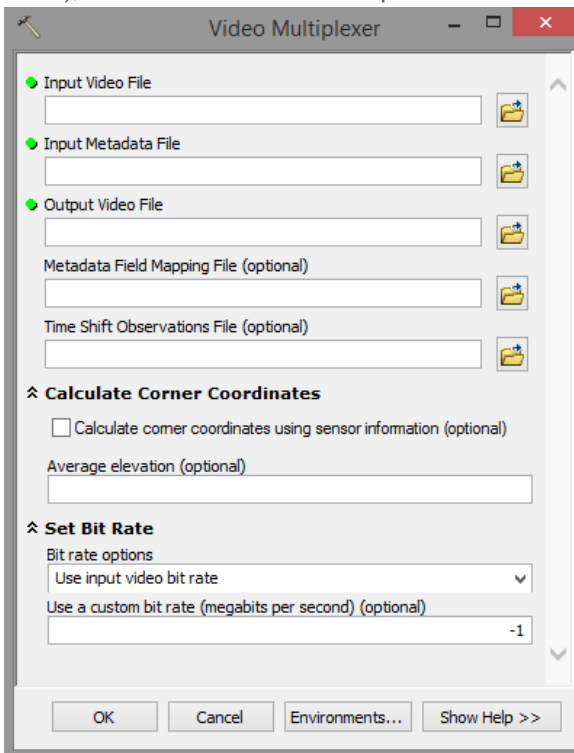 Video Multiplexer
Input Video File
Input Metadata File
Output Video File
Metadata Field Mapping File (optional)
Time Shift Observations File (optional)
Calculate Corner Coordinates
Calculate corner coordinates using sensor information (optional)
Average elevation (optional)
Set Bit Rate
Bit rate options
Use input video bit rate
Use a custom bit rate (megabits per second) (optional)
-1
OK Cancel Environments... Show Help >>